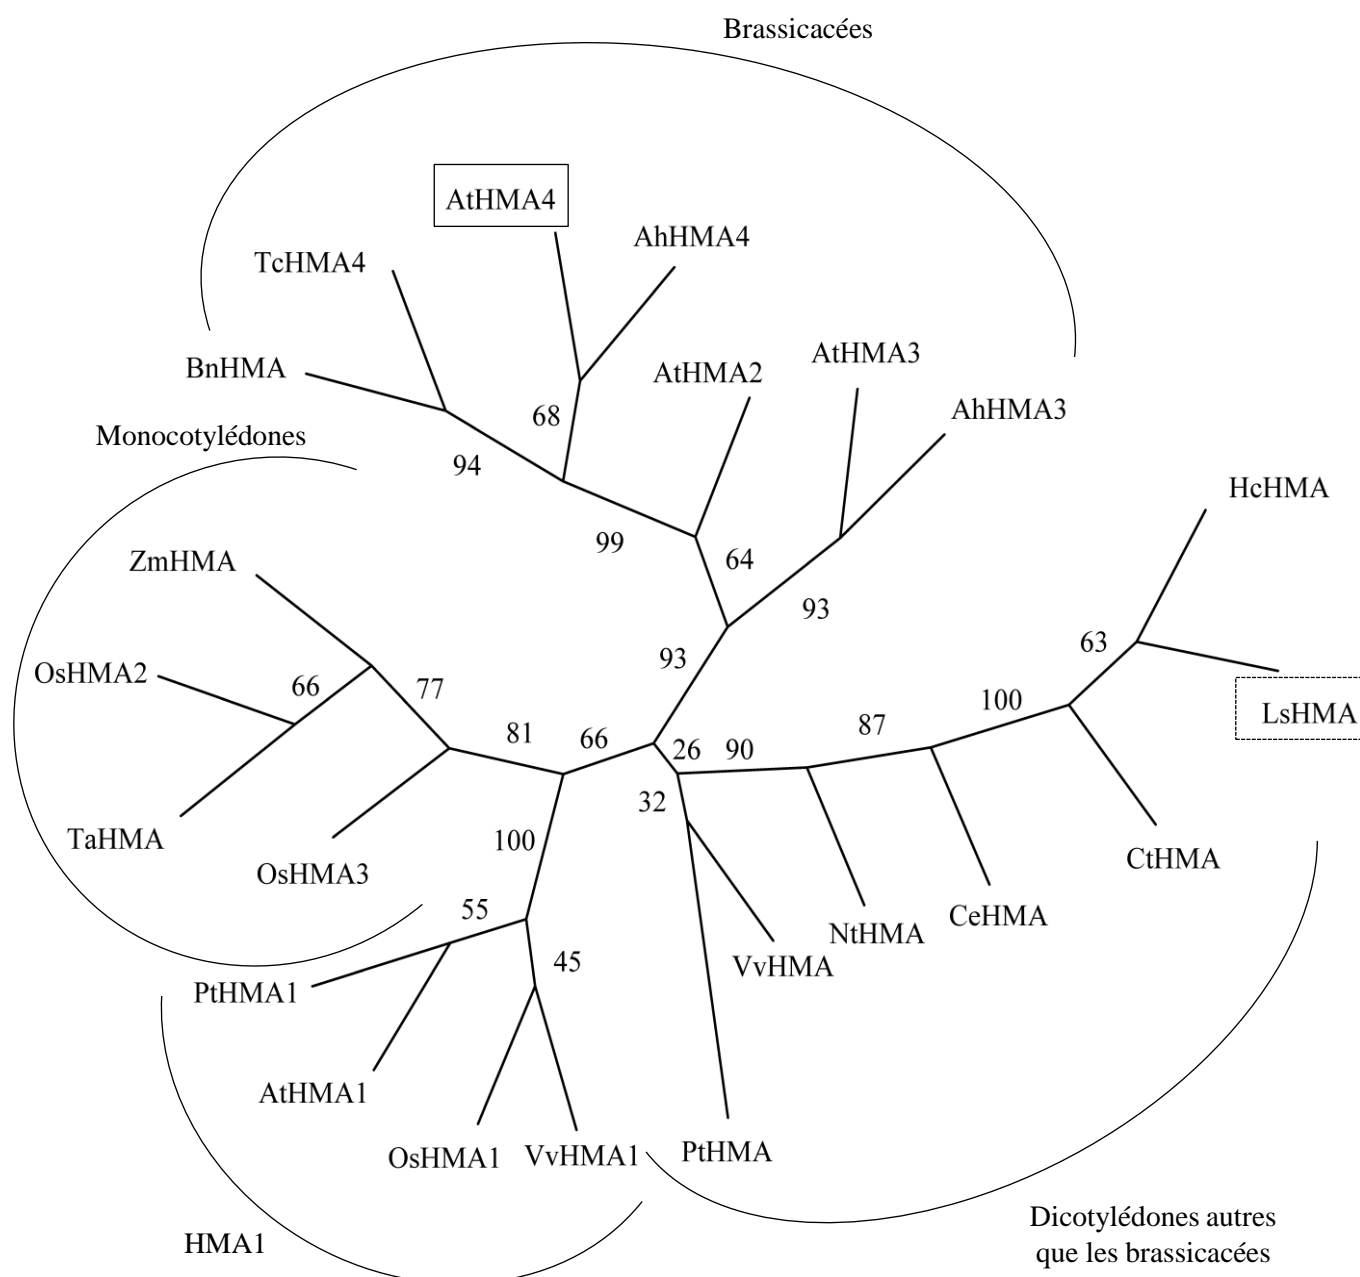 Brassicacées
AtHMA4
AhHMA4
TcHMA4
BnHMA
AtHMA2
AtHMA3
AhHMA3
68
94
Monocotylédones
HcHMA
99
64
ZmHMA
93
OsHMA2
66
77
93
63
LsHMA
81
66
26
90
87
100
32
TaHMA
OsHMA3
100
CtHMA
55
45
NtHMA
CeHMA
VvHMA
PtHMA1
AtHMA1
OsHMA1
VvHMA1
PtHMA
HMA1
Dicotylédones autres
que les brassicacées